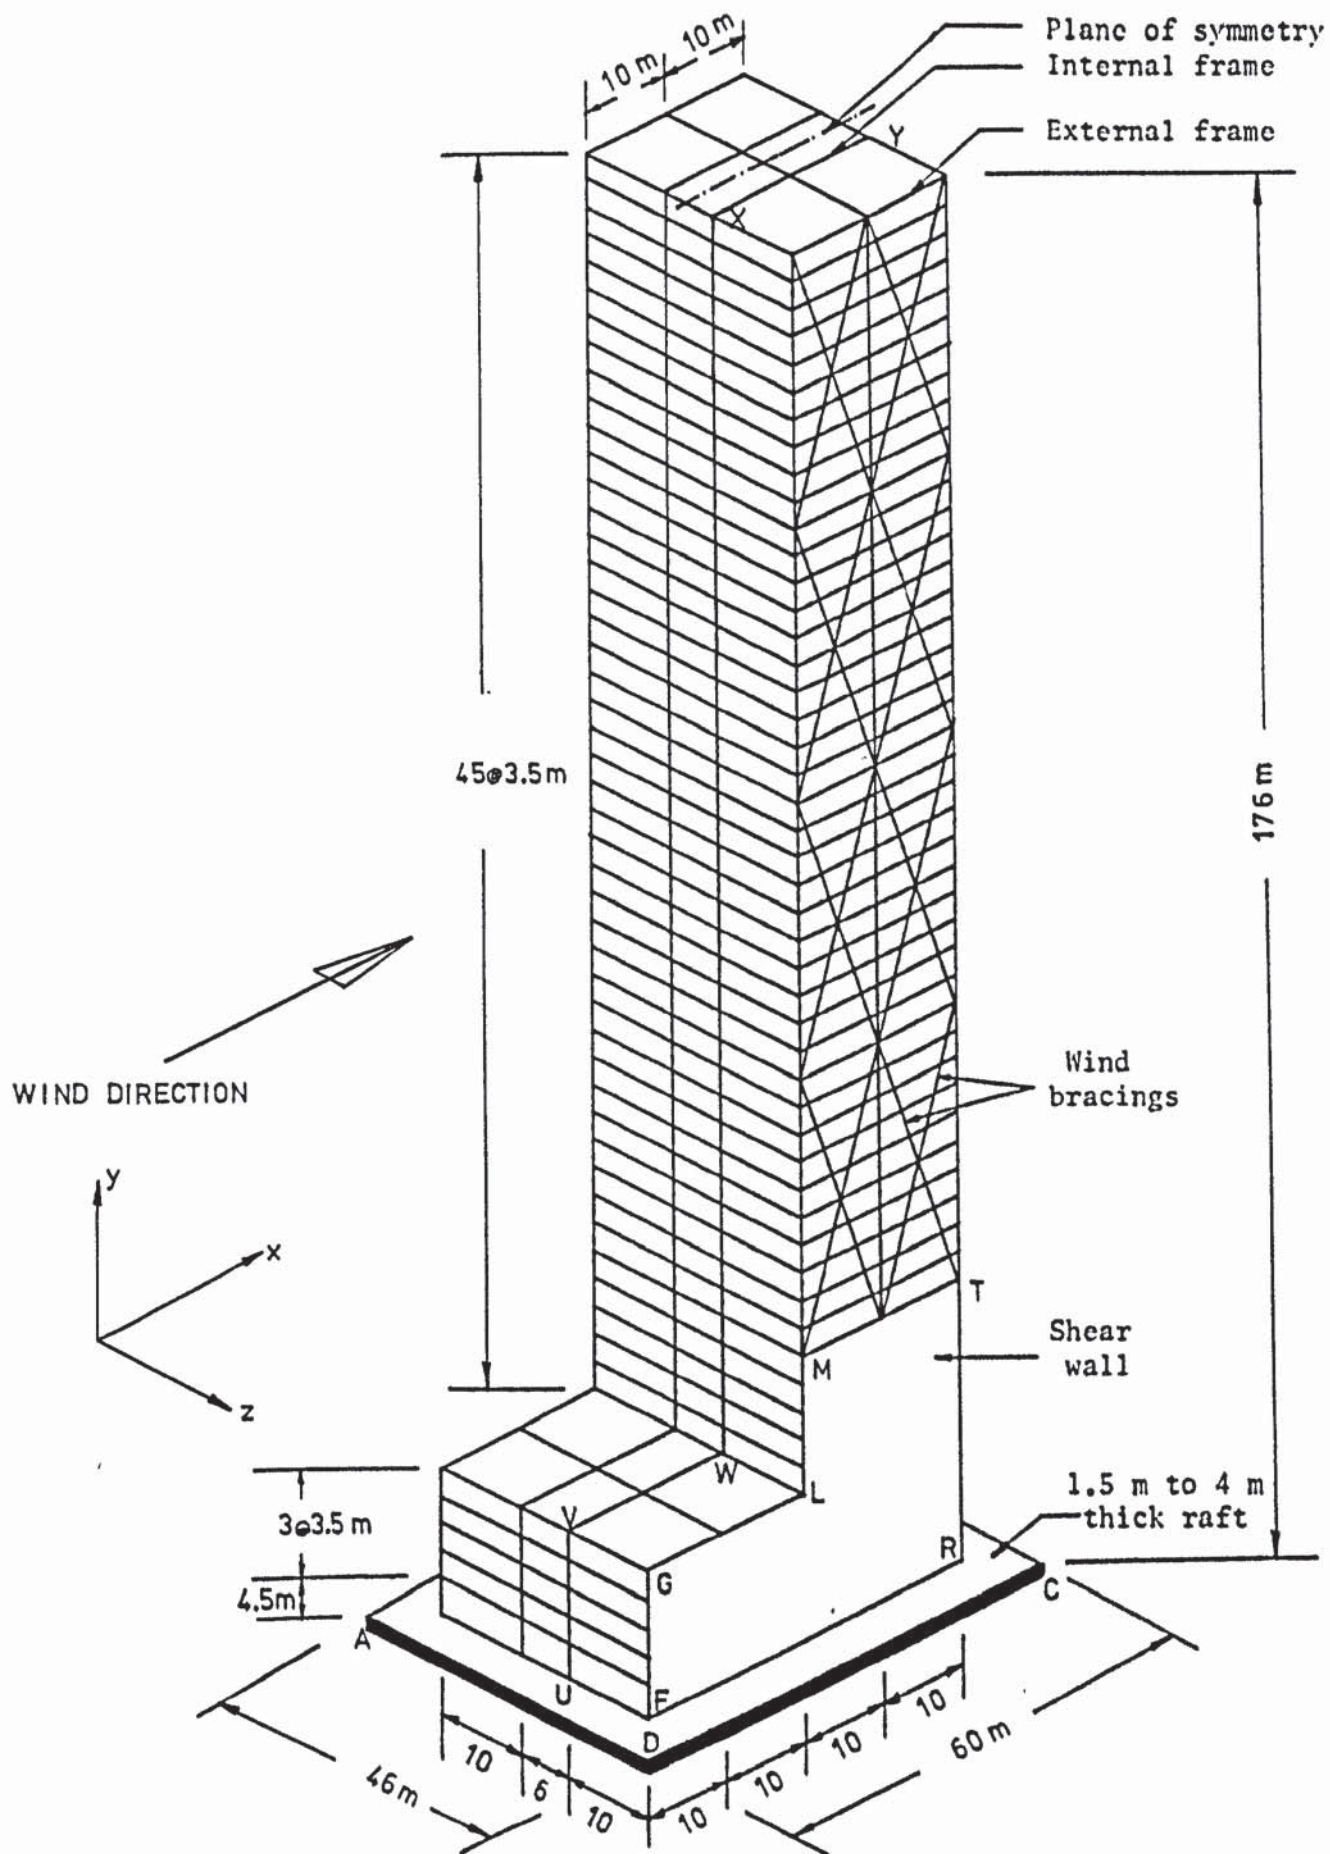 10 m
10 m
Plane of symmetry
Internal frame
External frame
Y
X
45@3.5m
176 m
WIND DIRECTION
Wind
bracings
y
x
z
T
Shear
wall
M
W
L
V
1.5 m to 4 m
thick raft
3@3.5 m
G
R
C
4.5m
A
U
F
D
10
6
10
10
10
10
10
46 m
60 m